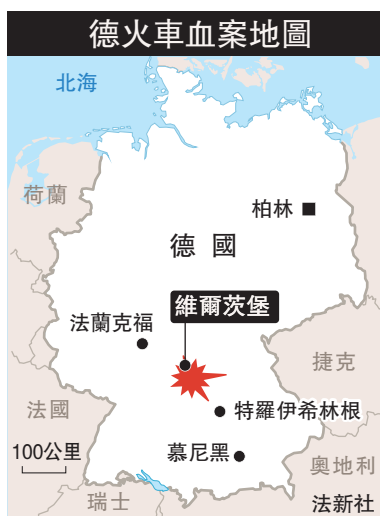 德火車血案地圖
北海
荷蘭
柏林
德國
維爾茨堡
法蘭克福
捷克
法國
特羅伊希林根
100公里
慕尼黑
奧地利
瑞士
法新社